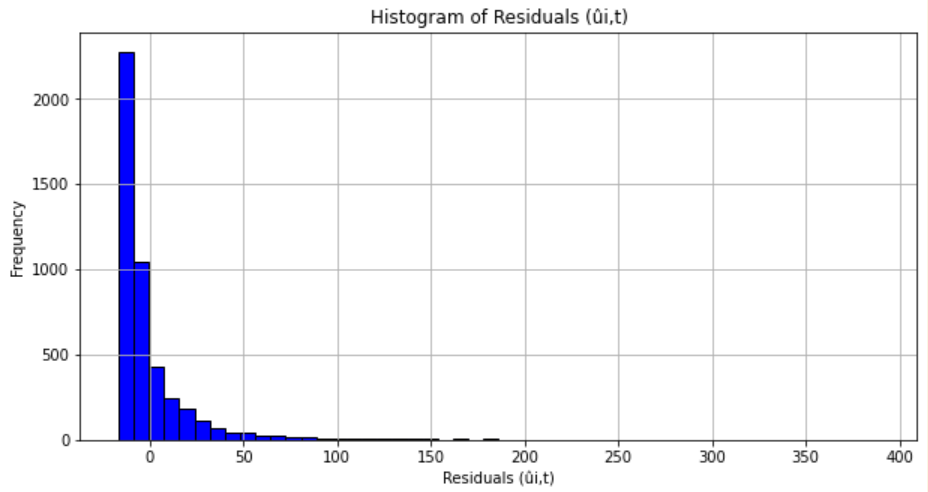 Histogram of Residuals (ûi,t)
Frequency
2000
1500
1000
500
0
0 50 100 150 200 250 300 350 400
Residuals (ûi,t)